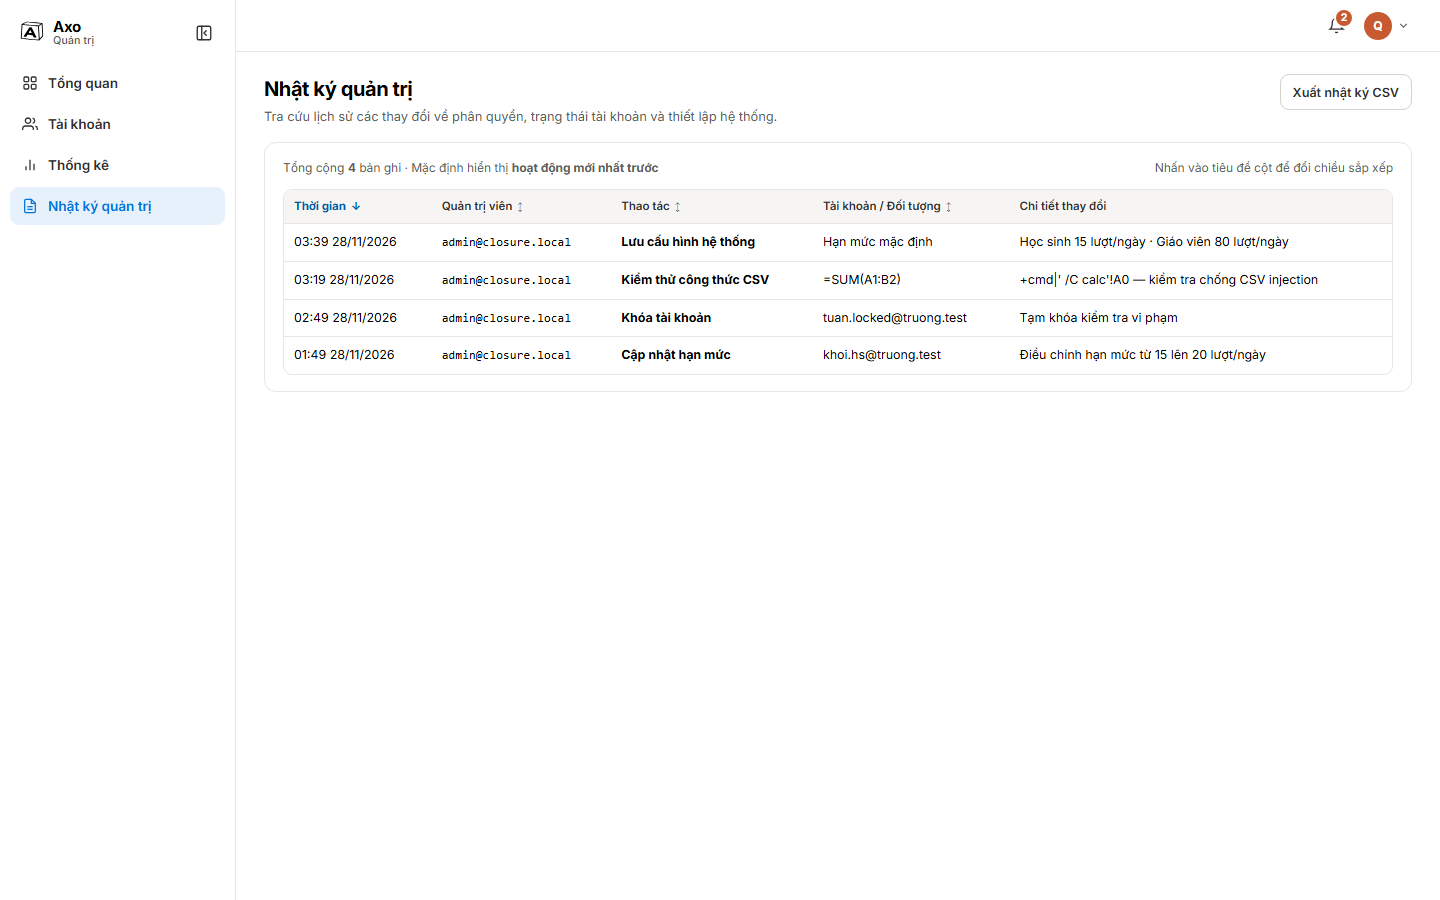 Axo
Quản trị
Tổng quan
Tài khoản
Thống kê
Nhật ký quản trị
2
Q
Nhật ký quản trị
Tra cứu lịch sử các thay đổi về phân quyền, trạng thái tài khoản và thiết lập hệ thống.
Xuất nhật ký CSV
Tổng cộng 4 bản ghi · Mặc định hiển thị hoạt động mới nhất trước
Nhấn vào tiêu đề cột để đổi chiều sắp xếp
Thời gian ↓ Quản trị viên ↕ Thao tác ↕ Tài khoản / Đối tượng ↕ Chi tiết thay đổi
03:39 28/11/2026 admin@closure.local Lưu cấu hình hệ thống Hạn mức mặc định Học sinh 15 lượt/ngày · Giáo viên 80 lượt/ngày
03:19 28/11/2026 admin@closure.local Kiểm thử công thức CSV =SUM(A1:B2) +cmd|' /C calc'!A0 — kiểm tra chống CSV injection
02:49 28/11/2026 admin@closure.local Khóa tài khoản tuan.locked@truong.test Tạm khóa kiểm tra vi phạm
01:49 28/11/2026 admin@closure.local Cập nhật hạn mức khoi.hs@truong.test Điều chỉnh hạn mức từ 15 lên 20 lượt/ngày